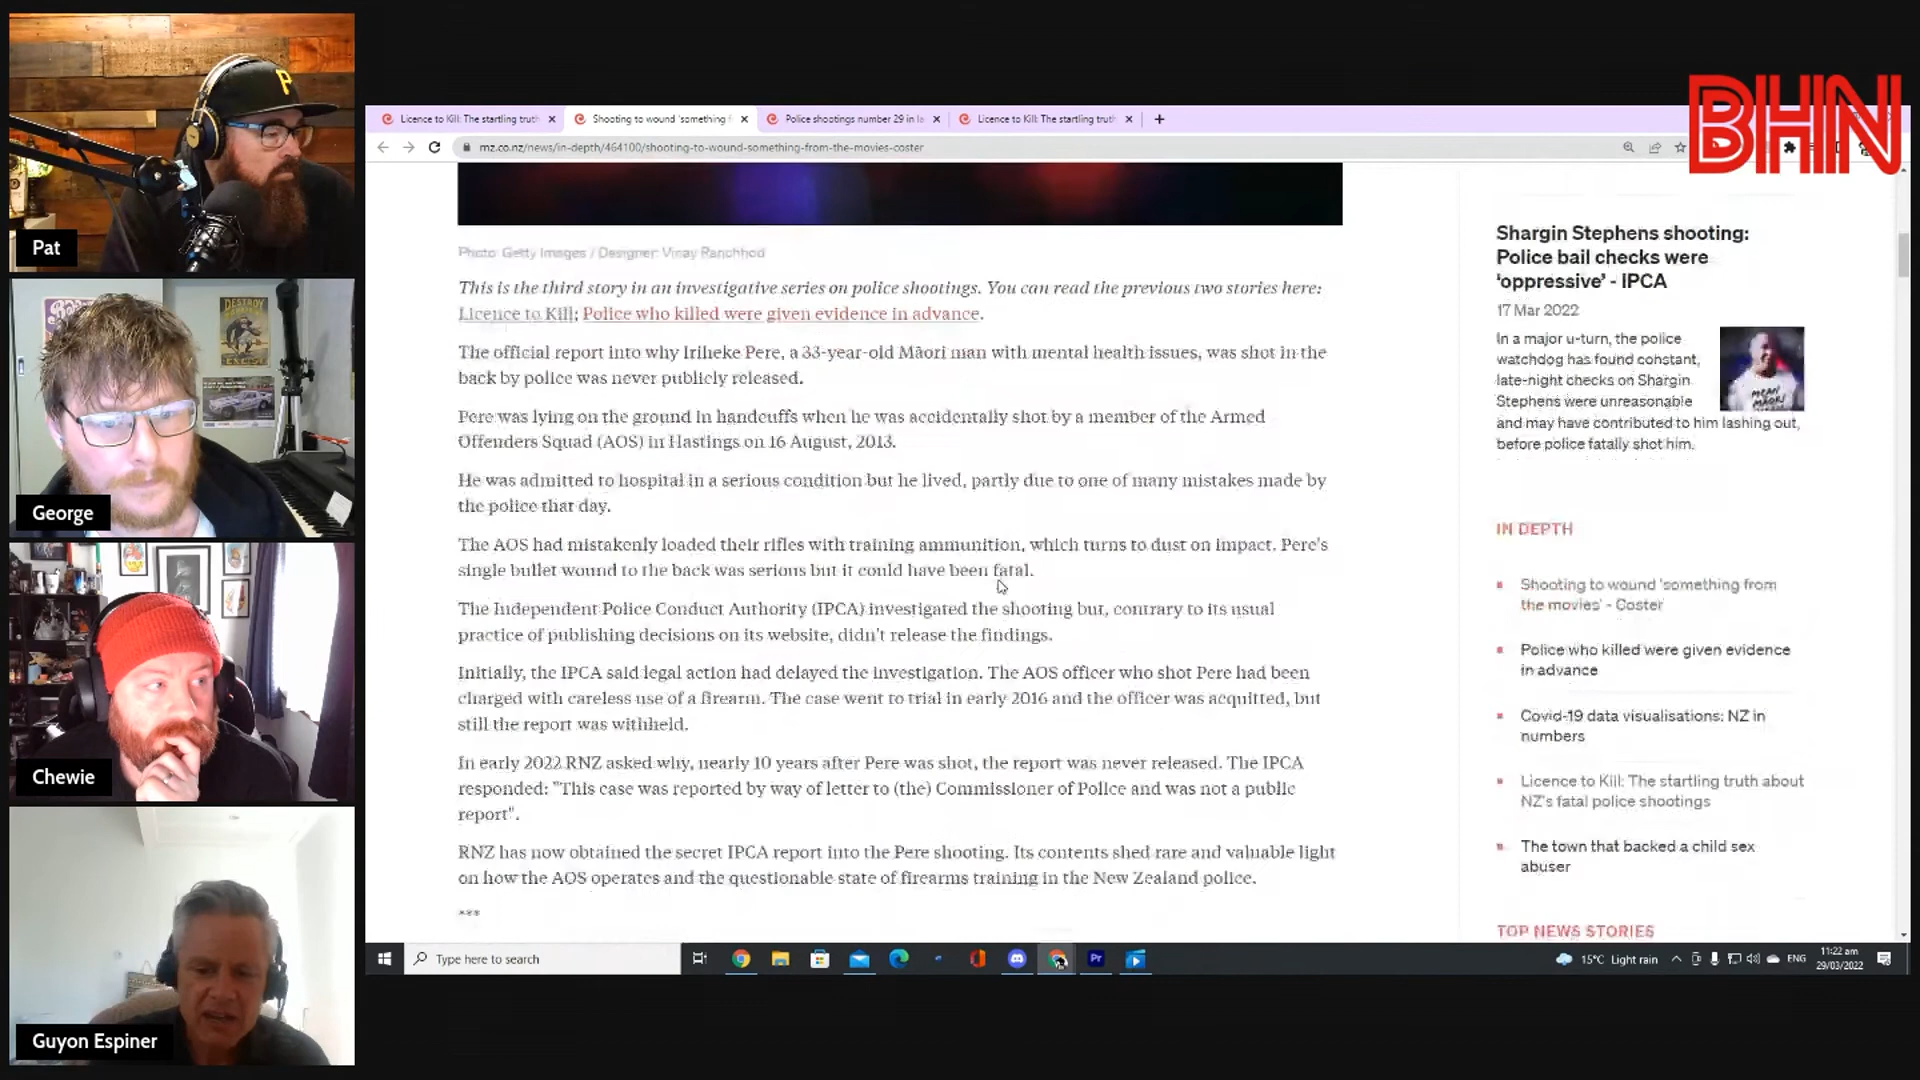 Pat
George
Chewie
Guyon Espiner
BHN
DESTROY
Licence to Kill: The startling truth
Shooting to wound 'something f
Police shootings number 29 in la
Licence to Kill: The startling truth
rnz.co.nz/news/in-depth/464100/shooting-to-wound-something-from-the-movies-coster
Photo: Getty Images / Designer: Vinay Ranchhod
This is the third story in an investigative series on police shootings. You can read the previous two stories here:
Licence to Kill; Police who killed were given evidence in advance.
The official report into why Iriheke Pere, a 33-year-old Māori man with mental health issues, was shot in the
back by police was never publicly released.
Pere was lying on the ground in handcuffs when he was accidentally shot by a member of the Armed
Offenders Squad (AOS) in Hastings on 16 August, 2013.
He was admitted to hospital in a serious condition but he lived, partly due to one of many mistakes made by
the police that day.
The AOS had mistakenly loaded their rifles with training ammunition, which turns to dust on impact. Pere's
single bullet wound to the back was serious but it could have been fatal.
The Independent Police Conduct Authority (IPCA) investigated the shooting but, contrary to its usual
practice of publishing decisions on its website, didn't release the findings.
Initially, the IPCA said legal action had delayed the investigation. The AOS officer who shot Pere had been
charged with careless use of a firearm. The case went to trial in early 2016 and the officer was acquitted, but
still the report was withheld.
In early 2022 RNZ asked why, nearly 10 years after Pere was shot, the report was never released. The IPCA
responded: "This case was reported by way of letter to (the) Commissioner of Police and was not a public
report".
RNZ has now obtained the secret IPCA report into the Pere shooting. Its contents shed rare and valuable light
on how the AOS operates and the questionable state of firearms training in the New Zealand police.
***
Shargin Stephens shooting:
Police bail checks were
'oppressive' - IPCA
17 Mar 2022
In a major u-turn, the police
watchdog has found constant,
late-night checks on Shargin
Stephens were unreasonable
and may have contributed to him lashing out,
before police fatally shot him.
IN DEPTH
Shooting to wound 'something from
the movies' - Coster
Police who killed were given evidence
in advance
Covid-19 data visualisations: NZ in
numbers
Licence to Kill: The startling truth about
NZ's fatal police shootings
The town that backed a child sex
abuser
TOP NEWS STORIES
Type here to search
Pr
15°C Light rain
ENG
11:22 am
29/03/2022